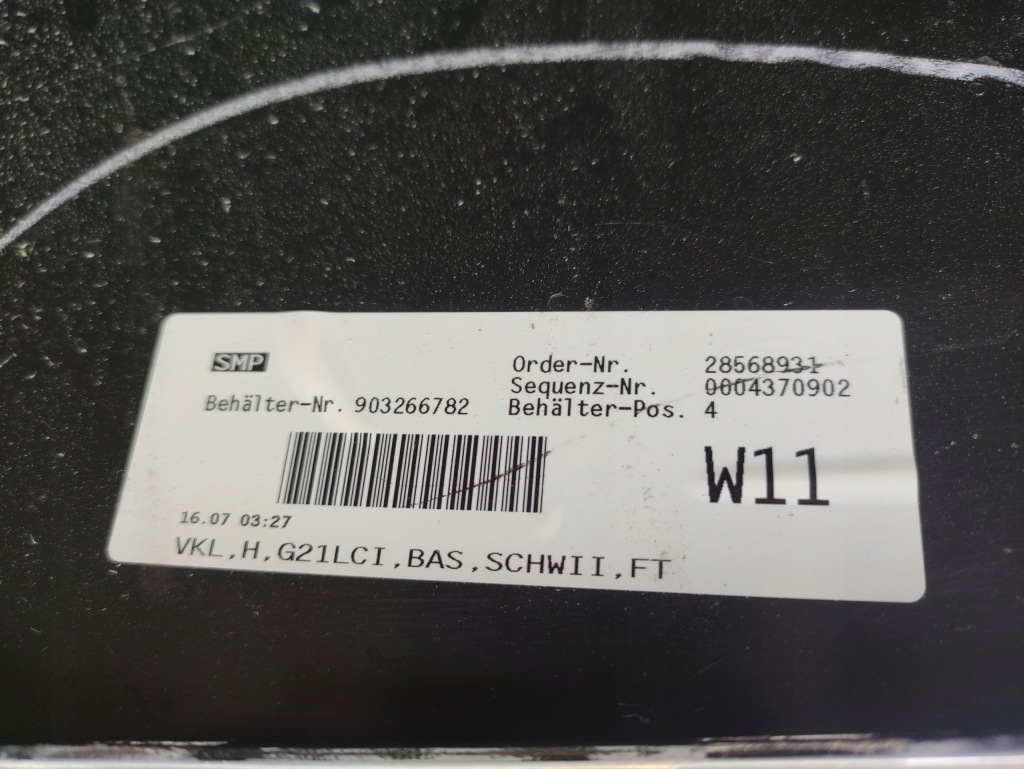 SMP
Order-Nr. 28568931
Sequenz-Nr. 0004370902
Behälter-Nr. 903266782 Behälter-Pos. 4
W11
16.07 03:27
VKL,H,G21LCI,BAS,SCHWII,FT